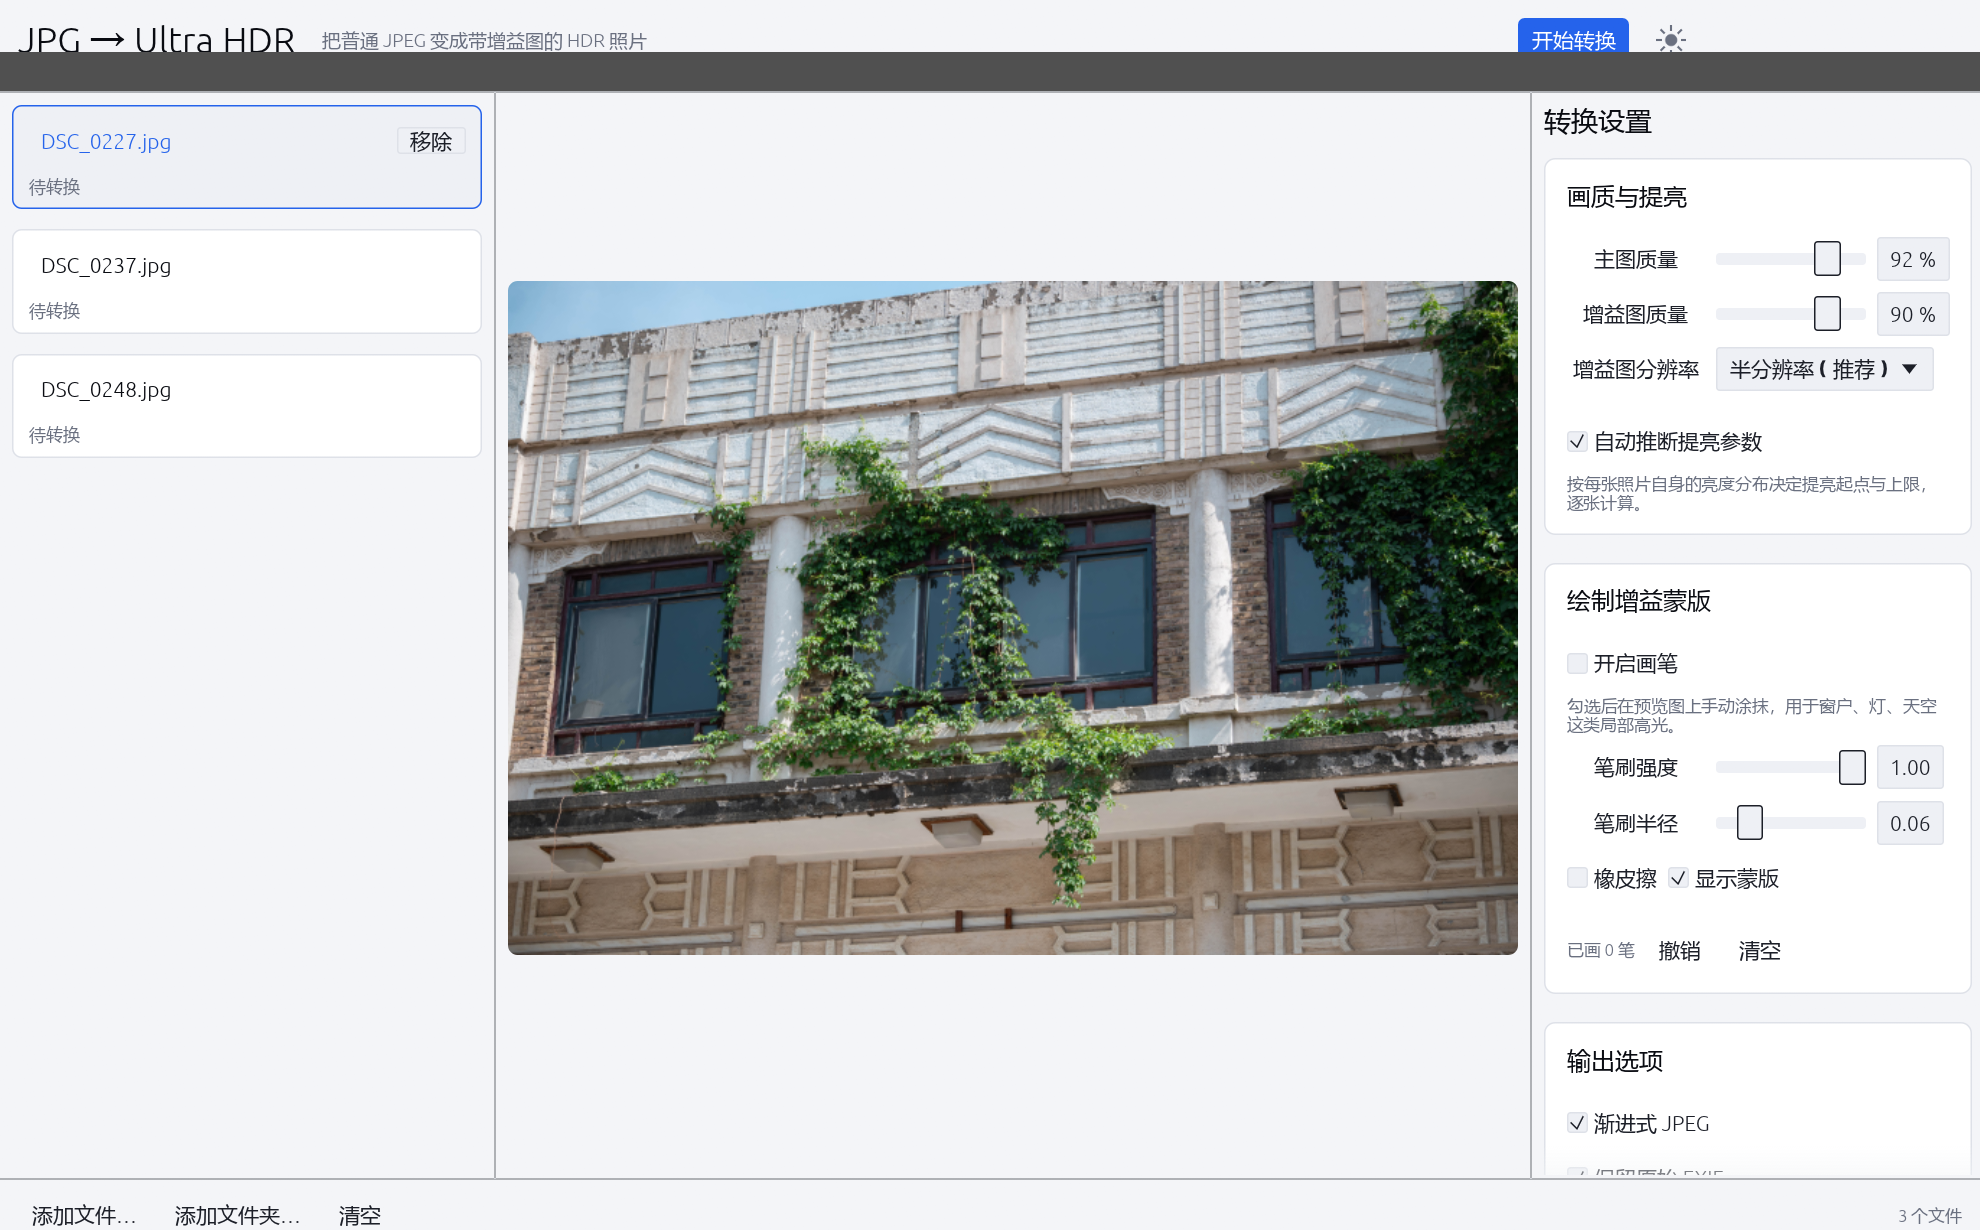 JPG → Ultra HDR 把普通 JPEG 变成带增益图的 HDR 照片 开始转换
DSC_0227.jpg 移除
待转换
DSC_0237.jpg
待转换
DSC_0248.jpg
待转换
转换设置
画质与提亮
主图质量 92 %
增益图质量 90 %
增益图分辨率 半分辨率（推荐）
自动推断提亮参数
按每张照片自身的亮度分布决定提亮起点与上限，
逐张计算。
绘制增益蒙版
开启画笔
勾选后在预览图上手动涂抹，用于窗户、灯、天空
这类局部高光。
笔刷强度 1.00
笔刷半径 0.06
橡皮擦 显示蒙版
已画 0 笔 撤销 清空
输出选项
渐进式 JPEG
保留原始 EXIF
添加文件… 添加文件夹… 清空 3 个文件